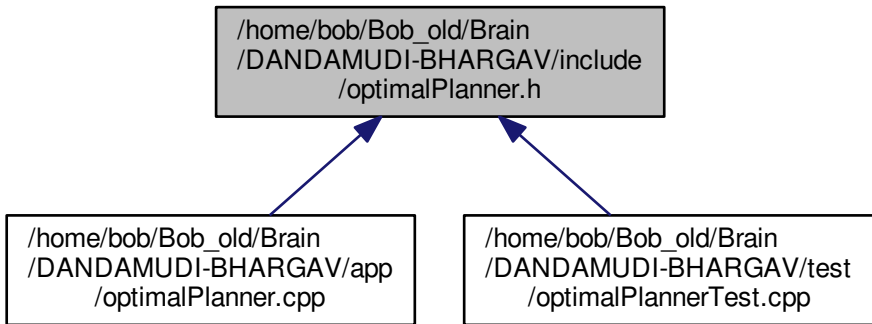 /home/bob/Bob_old/Brain
/DANDAMUDI-BHARGAV/include
/optimalPlanner.h
/home/bob/Bob_old/Brain
/DANDAMUDI-BHARGAV/app
/optimalPlanner.cpp
/home/bob/Bob_old/Brain
/DANDAMUDI-BHARGAV/test
/optimalPlannerTest.cpp